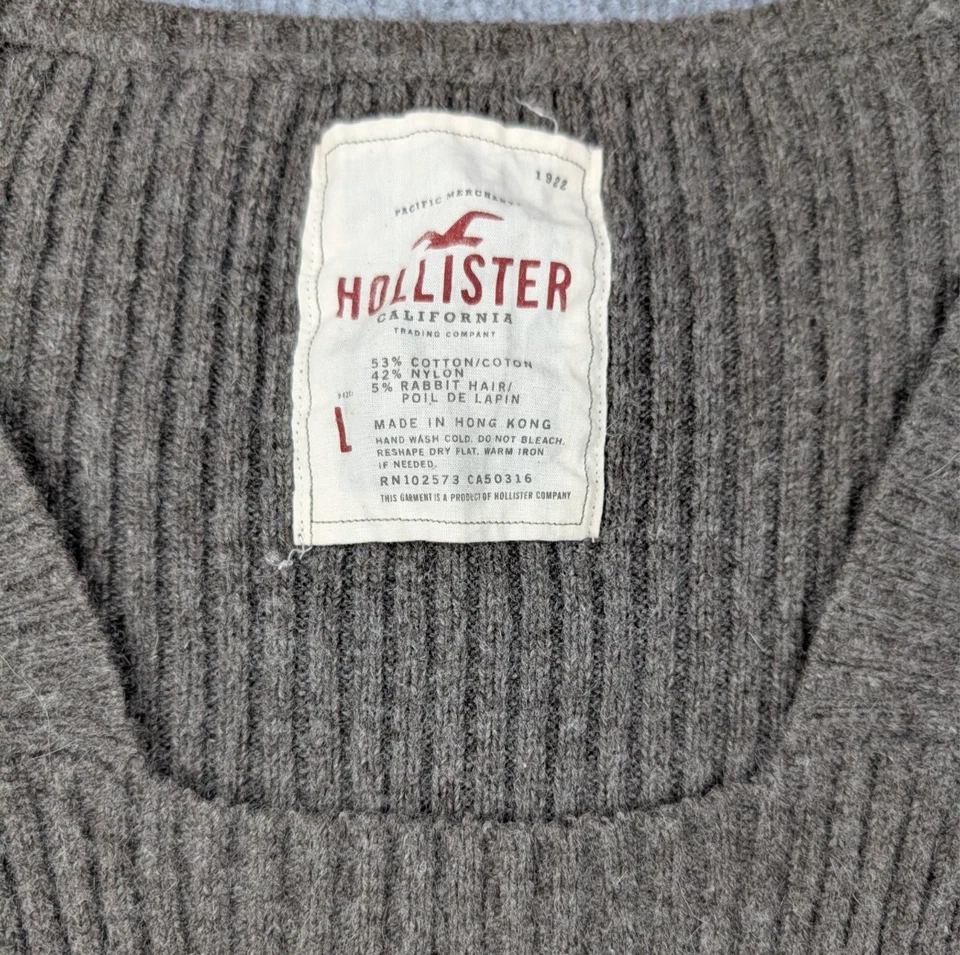 1922
PACIFIC MERCHANTS
HOLLISTER
CALIFORNIA
TRADING COMPANY
53% COTTON/COTON
42% NYLON
5% RABBIT HAIR/
POIL DE LAPIN
SIZE
L
MADE IN HONG KONG
HAND WASH COLD. DO NOT BLEACH.
RESHAPE DRY FLAT. WARM IRON
IF NEEDED.
RN102573 CA50316
THIS GARMENT IS A PRODUCT OF HOLLISTER COMPANY